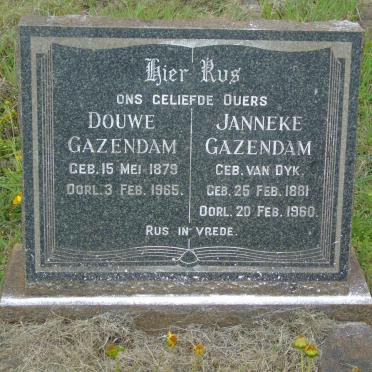 Hier Rus
ONS GELIEFDE OUERS
DOUWE
GAZENDAM
GEB. 15 MEI 1879
OORL. 3 FEB. 1965.
JANNEKE
GAZENDAM
GEB. VAN DYK.
GEB. 25 FEB. 1881
OORL. 20 FEB. 1960.
RUS IN VREDE.